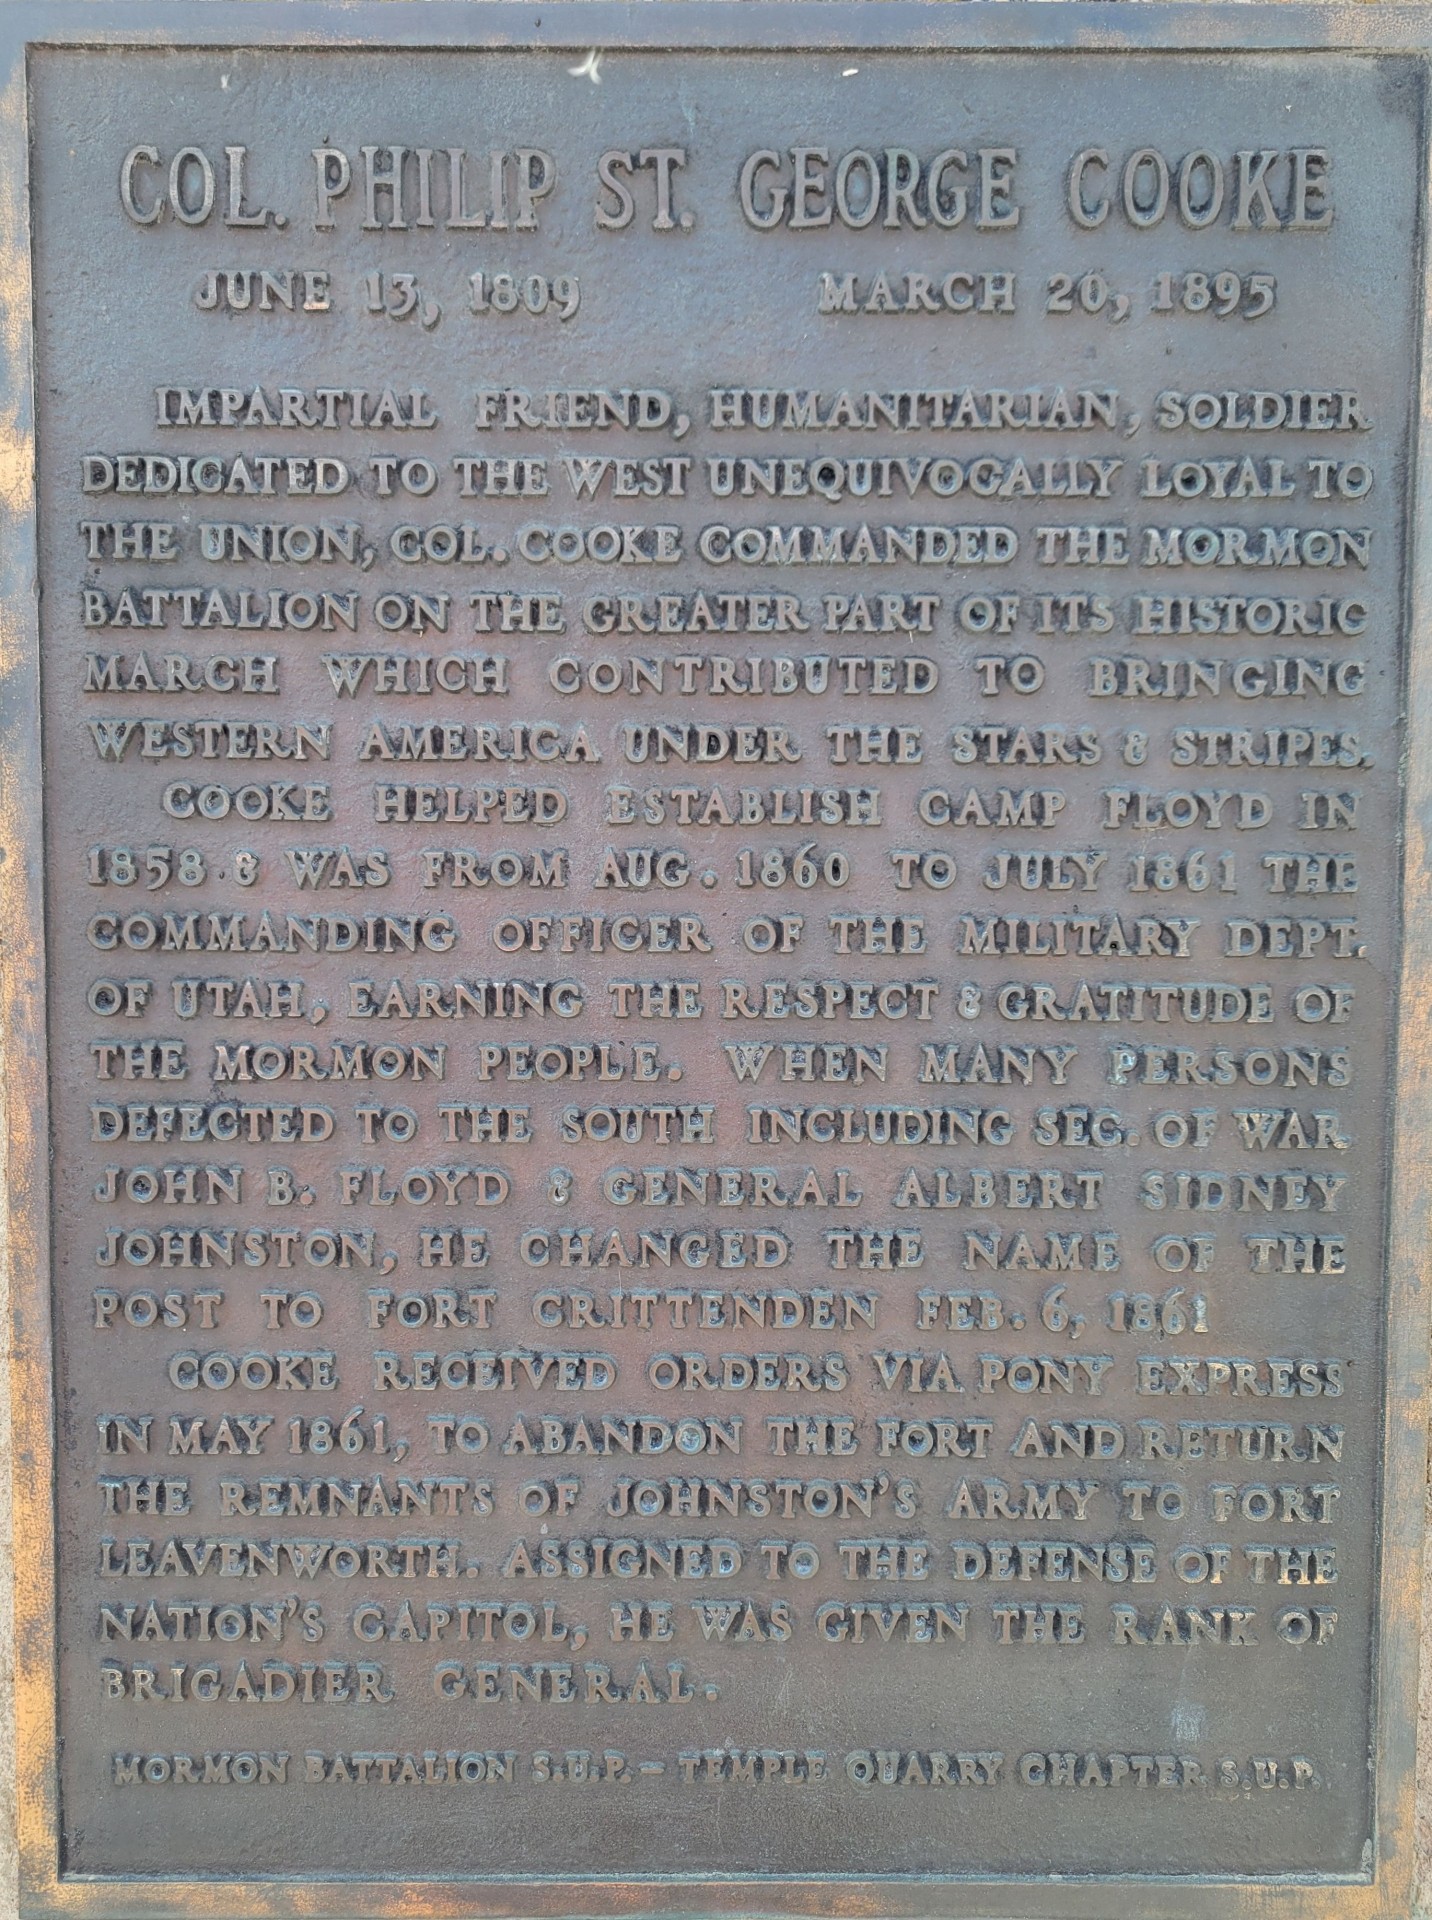 COL. PHILIP ST. GEORGE COOKE
JUNE 13, 1809 MARCH 20, 1895
IMPARTIAL FRIEND, HUMANITARIAN, SOLDIER
DEDICATED TO THE WEST UNEQUIVOCALLY LOYAL TO
THE UNION, COL. COOKE COMMANDED THE MORMON
BATTALION ON THE GREATER PART OF ITS HISTORIC
MARCH WHICH CONTRIBUTED TO BRINGING
WESTERN AMERICA UNDER THE STARS & STRIPES.
COOKE HELPED ESTABLISH CAMP FLOYD IN
1858 & WAS FROM AUG. 1860 TO JULY 1861 THE
COMMANDING OFFICER OF THE MILITARY DEPT.
OF UTAH, EARNING THE RESPECT & GRATITUDE OF
THE MORMON PEOPLE. WHEN MANY PERSONS
DEFECTED TO THE SOUTH INCLUDING SEC. OF WAR
JOHN B. FLOYD & GENERAL ALBERT SIDNEY
JOHNSTON, HE CHANGED THE NAME OF THE
POST TO FORT CRITTENDEN FEB. 6, 1861
COOKE RECEIVED ORDERS VIA PONY EXPRESS
IN MAY 1861, TO ABANDON THE FORT AND RETURN
THE REMNANTS OF JOHNSTON'S ARMY TO FORT
LEAVENWORTH. ASSIGNED TO THE DEFENSE OF THE
NATION'S CAPITOL, HE WAS GIVEN THE RANK OF
BRIGADIER GENERAL.
MORMON BATTALION S.U.P. - TEMPLE QUARRY CHAPTER S.U.P.